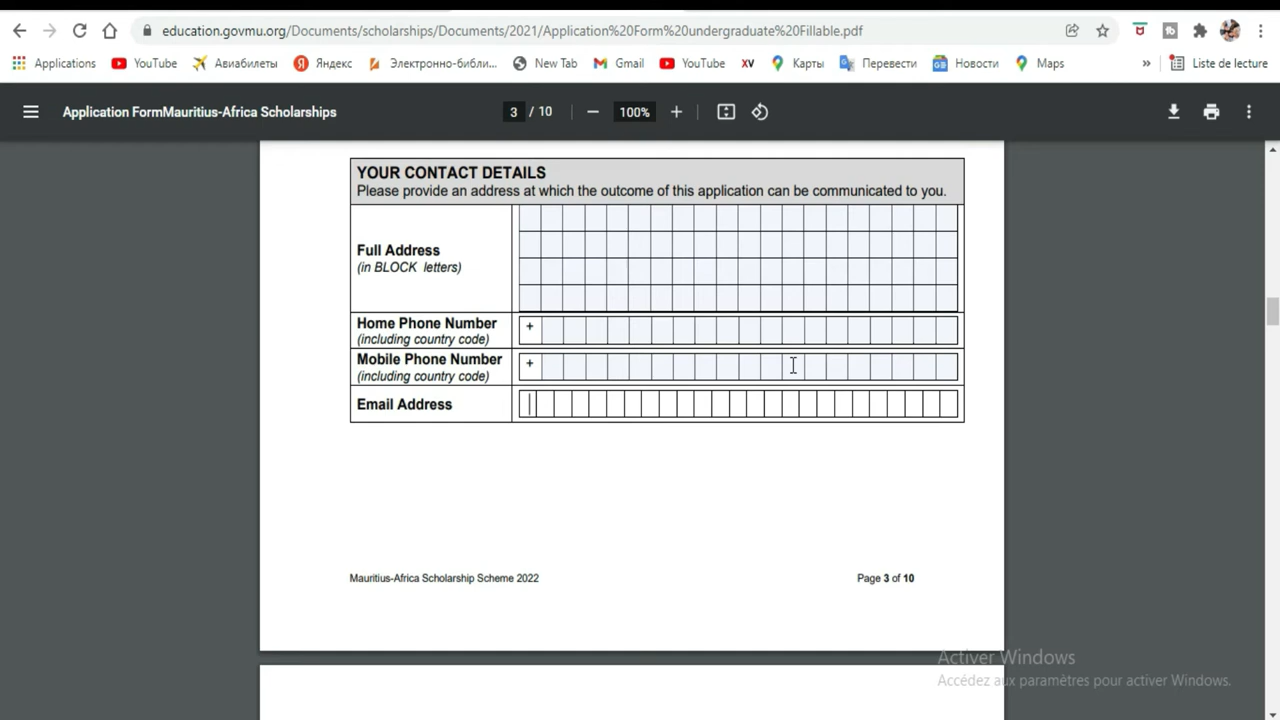 education.govmu.org/Documents/scholarships/Documents/2021/Application%20Form%20undergraduate%20Fillable.pdf
Applications YouTube Авиабилеты Яндекс Электронно-библи... New Tab Gmail YouTube XV Карты Перевести Новости Maps » Liste de lecture
Application FormMauritius-Africa Scholarships 3 / 10 100%
YOUR CONTACT DETAILS
Please provide an address at which the outcome of this application can be communicated to you.
Full Address
(in BLOCK letters)
Home Phone Number
(including country code)
+
Mobile Phone Number
(including country code)
+
Email Address
Mauritius-Africa Scholarship Scheme 2022 Page 3 of 10
Activer Windows
Accédez aux paramètres pour activer Windows.